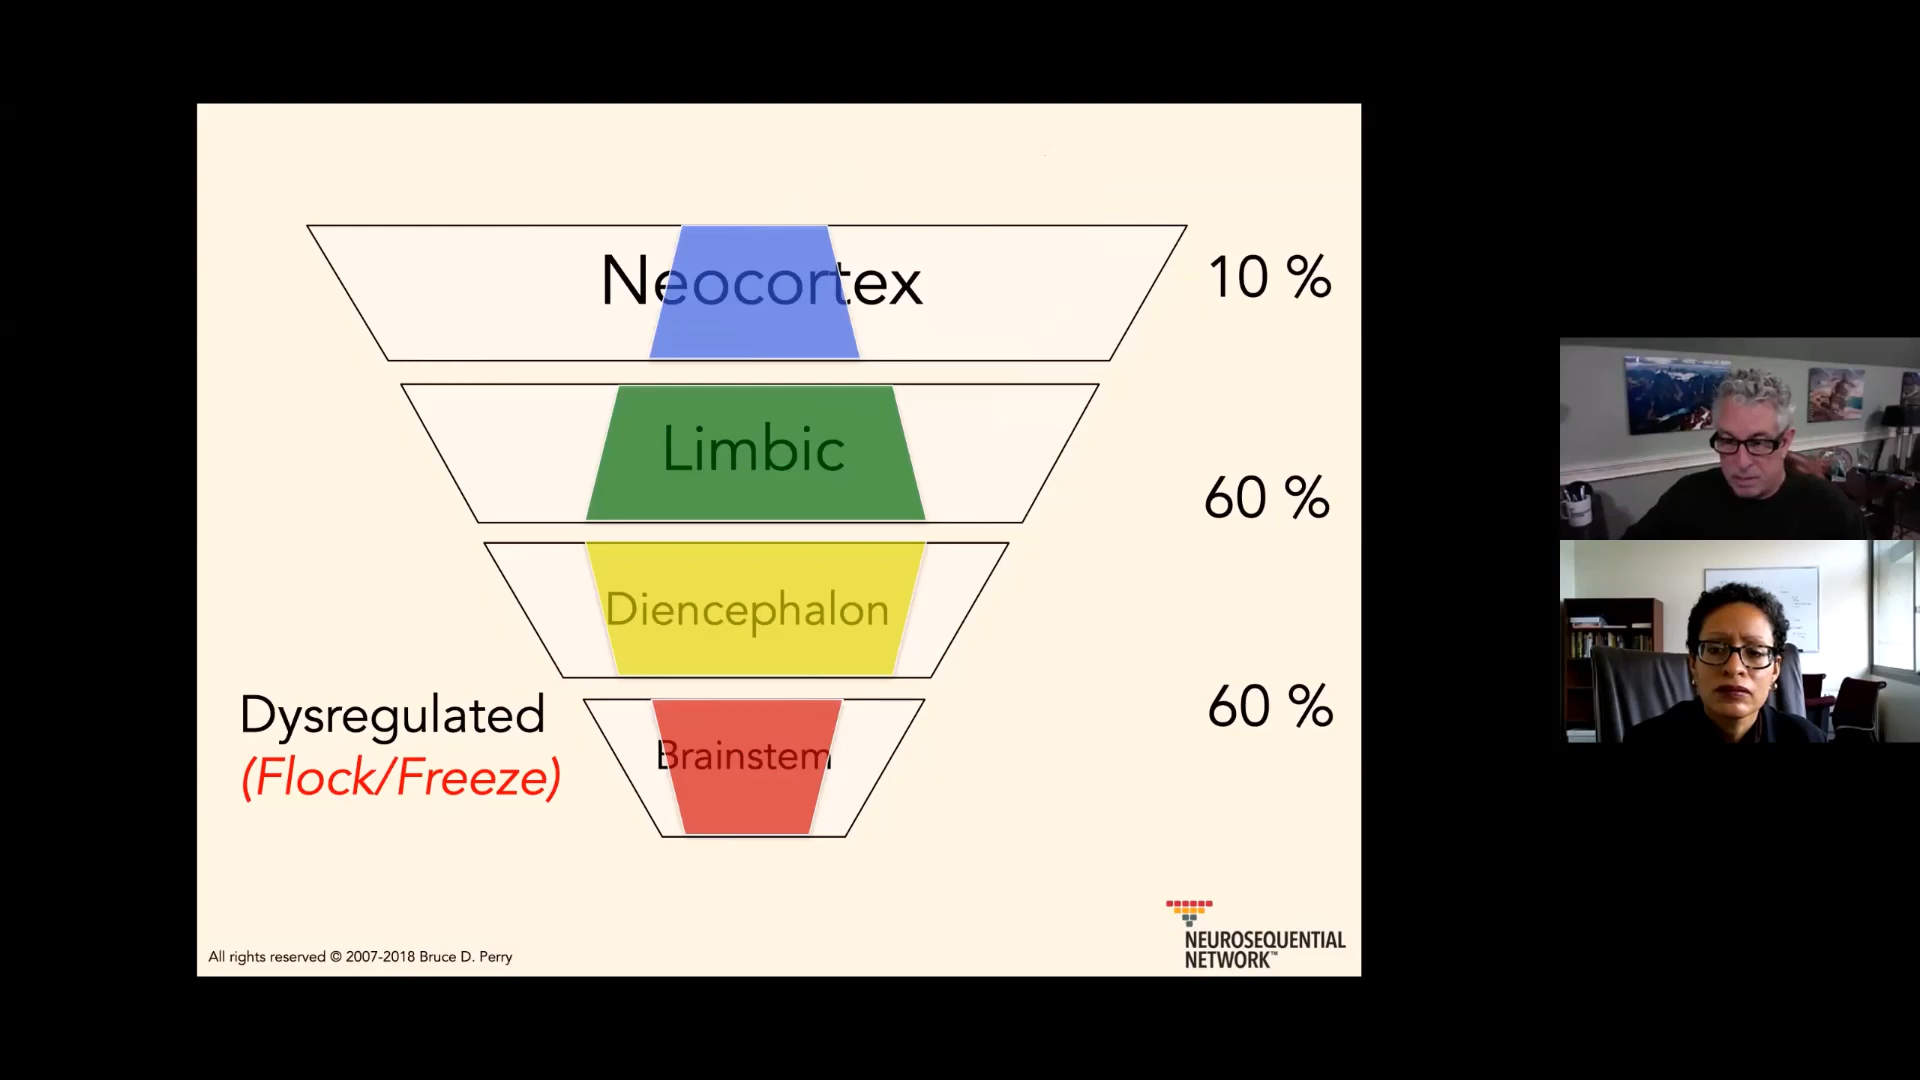 Neocortex
10 %
Limbic
60 %
Diencephalon
Dysregulated
60 %
(Flock/Freeze)
Brainstem
NEUROSEQUENTIAL
NETWORK™
All rights reserved © 2007-2018 Bruce D. Perry